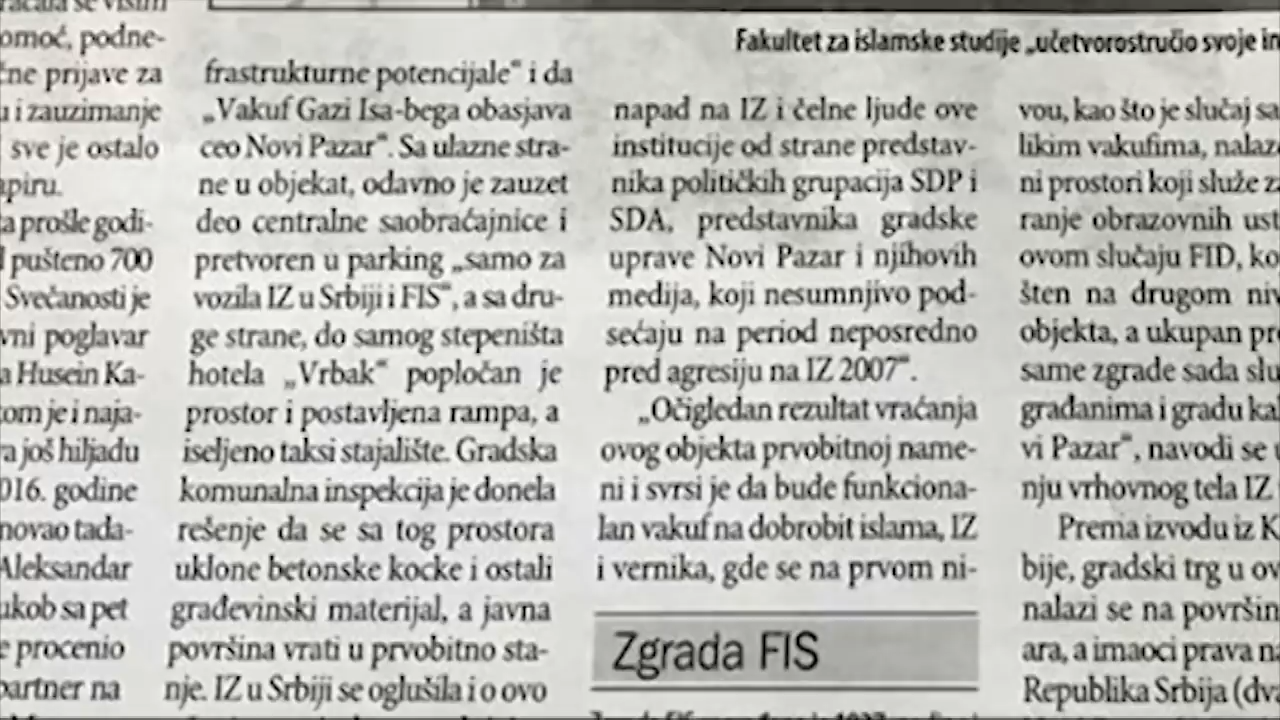 omoć, podne-
prijave za
i zauzimanje
sve je ostalo
prošle godi-
pušteno 700
Svečanosti je
poglavar
Husein Ka-
je i naja-
još hiljadu
godine
tada-
Aleksandar
sa pet
procenio
na
frastrukturne potencijale“ i da
„Vakuf Gazi Isa-bega obasjava
ceo Novi Pazar“. Sa ulazne stra-
ne u objekat, odavno je zauzet
deo centralne saobraćajnice i
pretvoren u parking „samo za
vozila IZ u Srbiji i FIS“, a sa dru-
ge strane, do samog stepeništa
hotela „Vrbak“ popločan je
prostor i postavljena rampa, a
iseljeno taksi stajalište. Gradska
komunalna inspekcija je donela
rešenje da se sa tog prostora
uklone betonske kocke i ostali
građevinski materijal, a javna
površina vrati u prvobitno sta-
nje. IZ u Srbiji se oglušila i o ovo
Fakultet za islamske studije „učetvorostručio svoje in
napad na IZ i čelne ljude ove
institucije od strane predstav-
nika političkih grupacija SDP i
SDA, predstavnika gradske
uprave Novi Pazar i njihovih
medija, koji nesumnjivo pod-
sećaju na period neposredno
pred agresiju na IZ 2007“.
„Očigledan rezultat vraćanja
ovog objekta prvobitnoj name-
ni i svrsi je da bude funkciona-
lan vakuf na dobrobit islama, IZ
i vernika, gde se na prvom ni-
Zgrada FIS
vou, kao što je slučaj sa
likim vakufima, nalaz
ni prostori koji služe z
ranje obrazovnih ust
ovom slučaju FID, ko
šten na drugom niv
objekta, a ukupan pr
same zgrade sada slu
građanima i gradu ka
vi Pazar“, navodi se u
nju vrhovnog tela IZ
Prema izvodu iz K
bije, gradski trg u ov
nalazi se na površin
ara, a imaoci prava na
Republika Srbija (dva